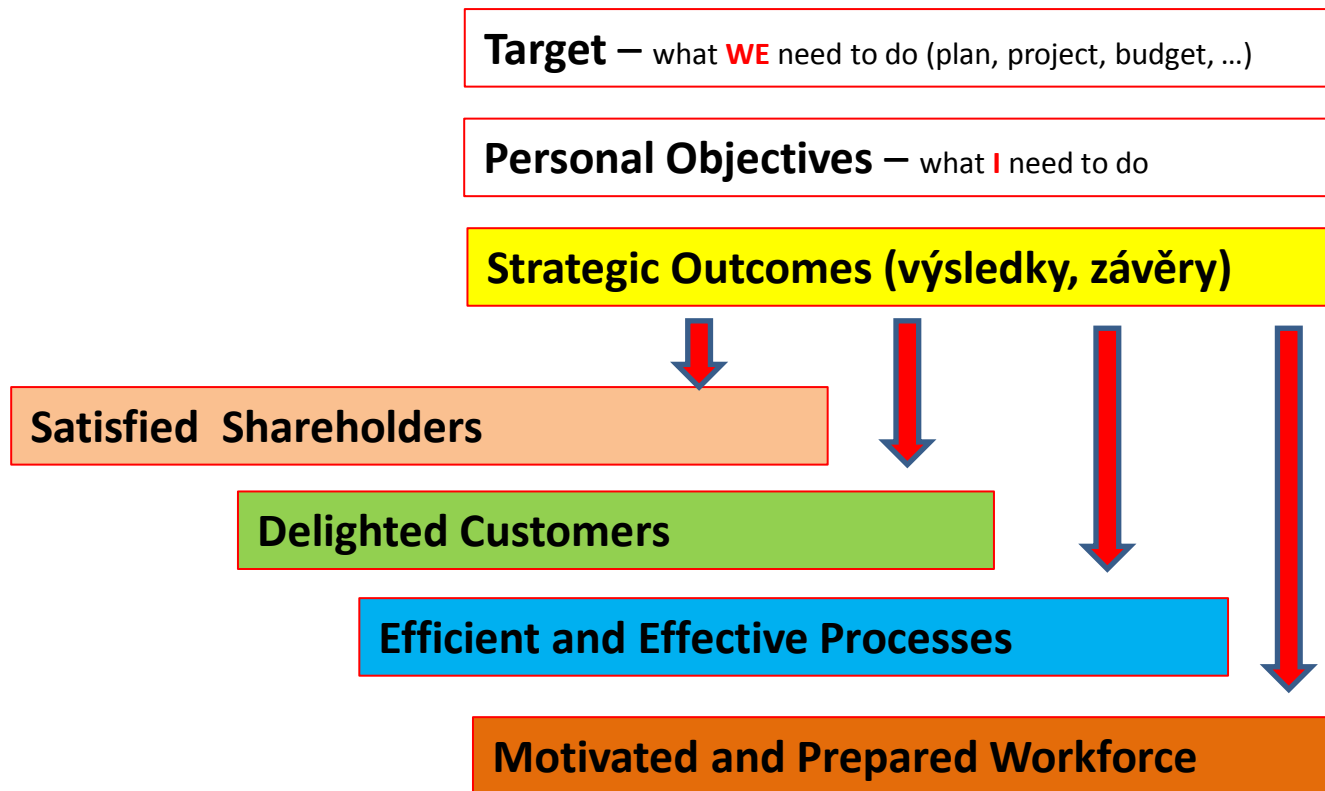 Target – what WE need to do (plan, project, budget, …)
Personal Objectives – what I need to do
Strategic Outcomes (výsledky, závěry)
Satisfied  Shareholders
Delighted Customers
Efficient and Effective Processes
Motivated and Prepared Workforce